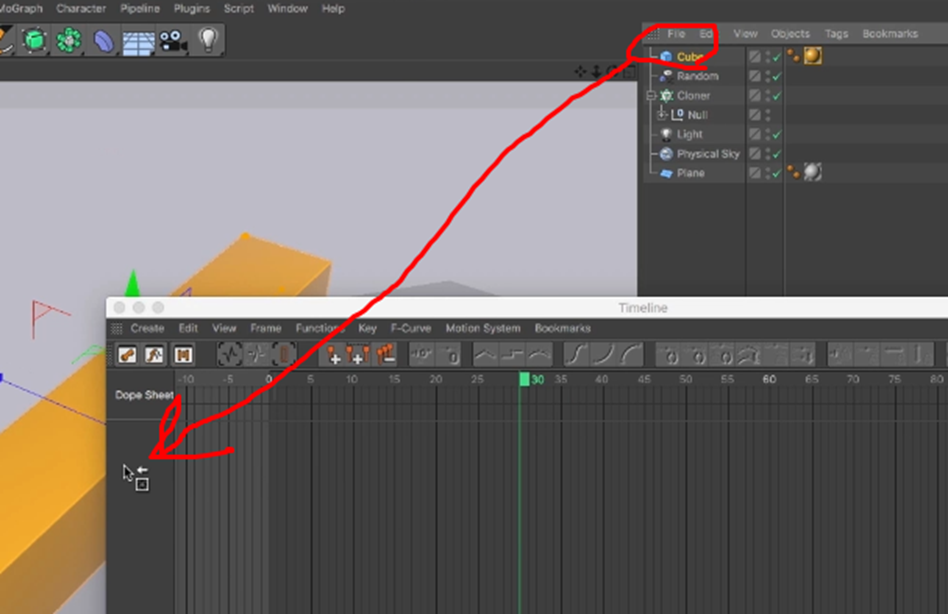 MoGraph Character Pipeline Plugins Script Window Help
File Ed View Objects Tags Bookmarks
Cube
Random
Cloner
Null
Light
Physical Sky
Plane
Timeline
Create Edit View Frame Functions Key F-Curve Motion System Bookmarks
-10 -5 0 5 10 15 20 25 30 35 40 45 50 55 60 65 70 75 80
Dope Sheet